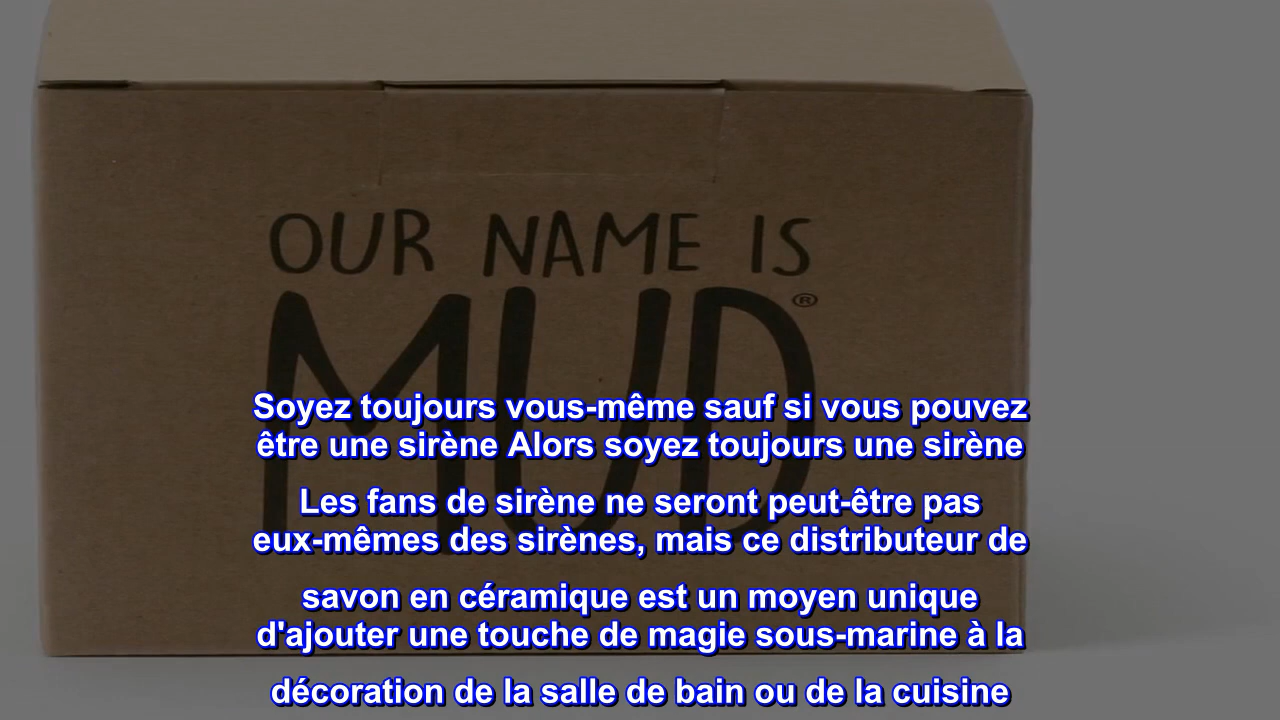 OUR NAME IS
MUD®
Soyez toujours vous-même sauf si vous pouvez
être une sirène Alors soyez toujours une sirène
Les fans de sirène ne seront peut-être pas
eux-mêmes des sirènes, mais ce distributeur de
savon en céramique est un moyen unique
d'ajouter une touche de magie sous-marine à la
décoration de la salle de bain ou de la cuisine